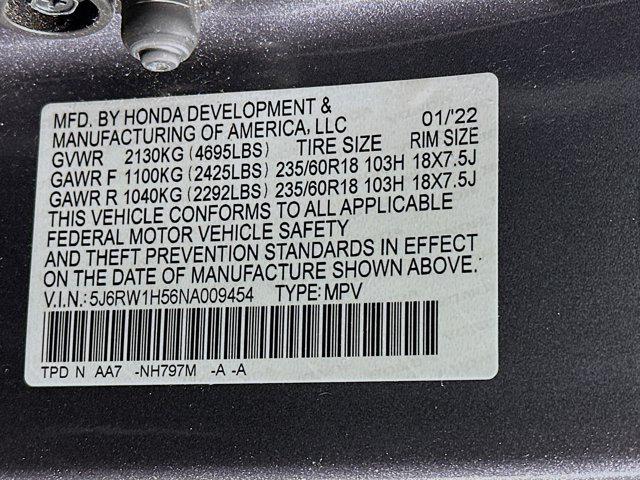 MFD. BY HONDA DEVELOPMENT &
MANUFACTURING OF AMERICA, LLC 01/'22
GVWR 2130KG (4695LBS) TIRE SIZE RIM SIZE
GAWR F 1100KG (2425LBS) 235/60R18 103H 18X7.5J
GAWR R 1040KG (2292LBS) 235/60R18 103H 18X7.5J
THIS VEHICLE CONFORMS TO ALL APPLICABLE
FEDERAL MOTOR VEHICLE SAFETY
AND THEFT PREVENTION STANDARDS IN EFFECT
ON THE DATE OF MANUFACTURE SHOWN ABOVE.
V.I.N.: 5J6RW1H56NA009454 TYPE: MPV
TPD N AA7 -NH797M -A -A